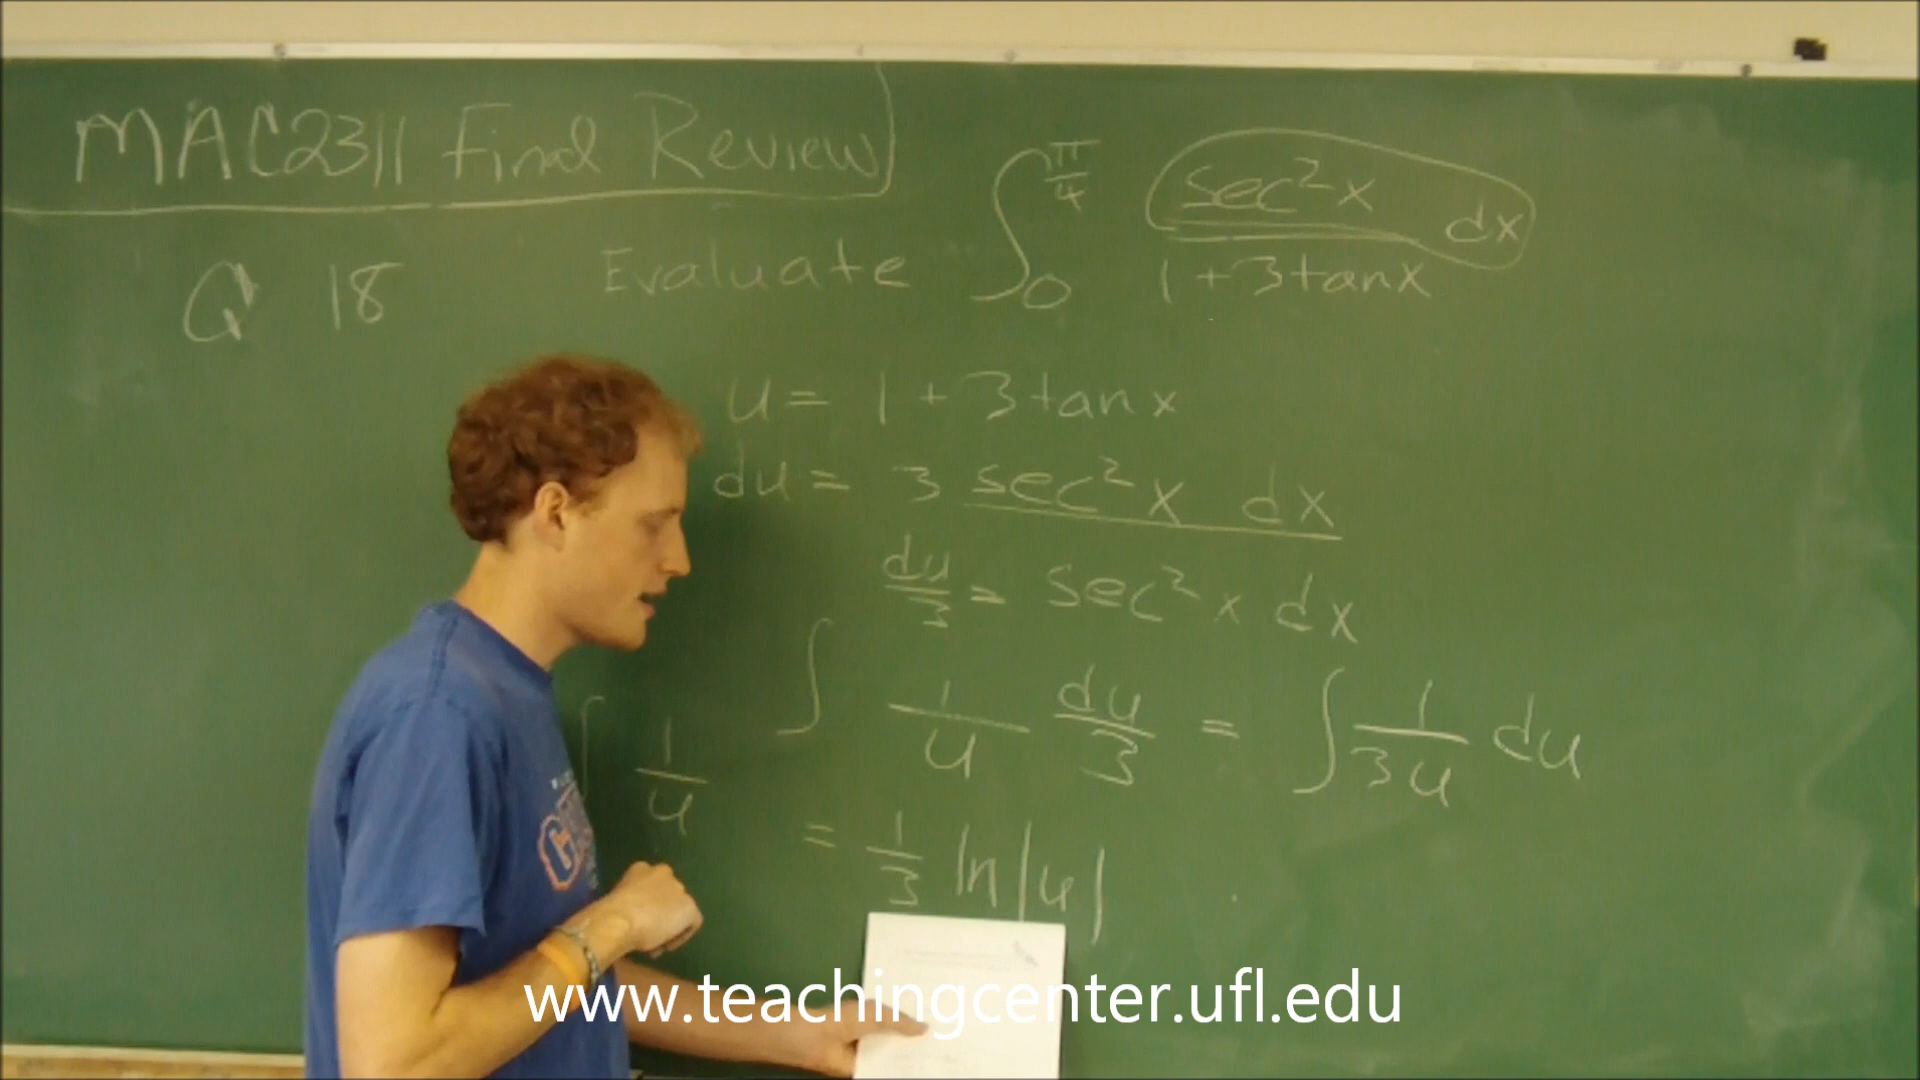 MAC2311 Final Review
Q 18
Evaluate ∫₀^(π/4) sec²x/(1+3tanx) dx
u = 1 + 3tanx
du = 3 sec²x dx
du/3 = sec²x dx
∫ 1/u du/3 = ∫ 1/(3u) du
∫ 1/u
= 1/3 ln|u|
www.teachingcenter.ufl.edu